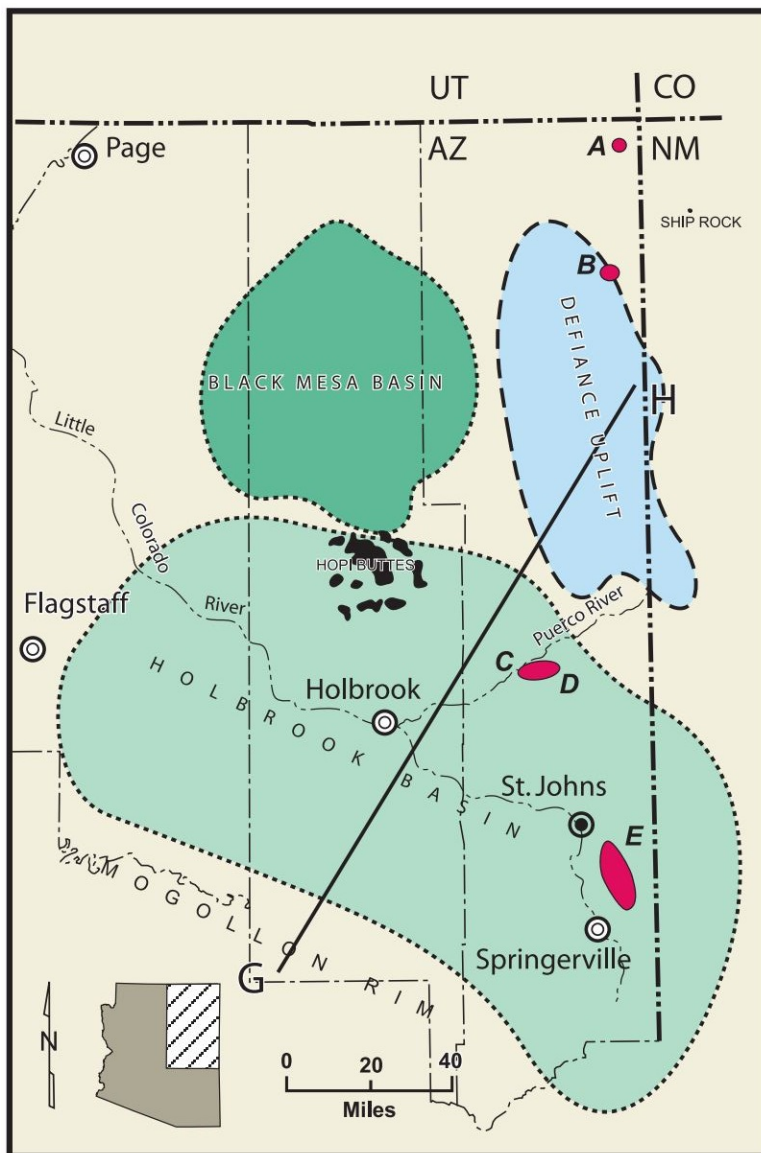 UT
CO
Page
AZ
A
NM
SHIP ROCK
B
DEFIANCE UPLIFT
BLACK MESA BASIN
H
Little
Colorado
River
HOPI BUTTES
Flagstaff
Puerco River
C
D
HOLBROOK BASIN
Holbrook
St. Johns
E
MOGOLLON RIM
Springerville
G
N
0 20 40
Miles